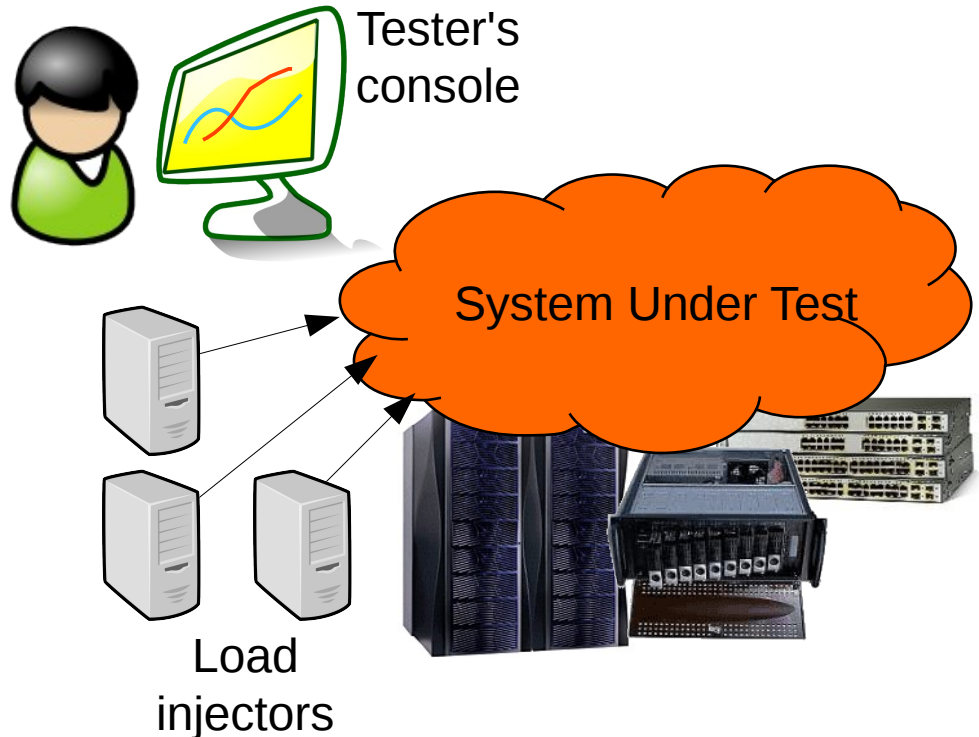 Tester's
console
System Under Test
Load
injectors